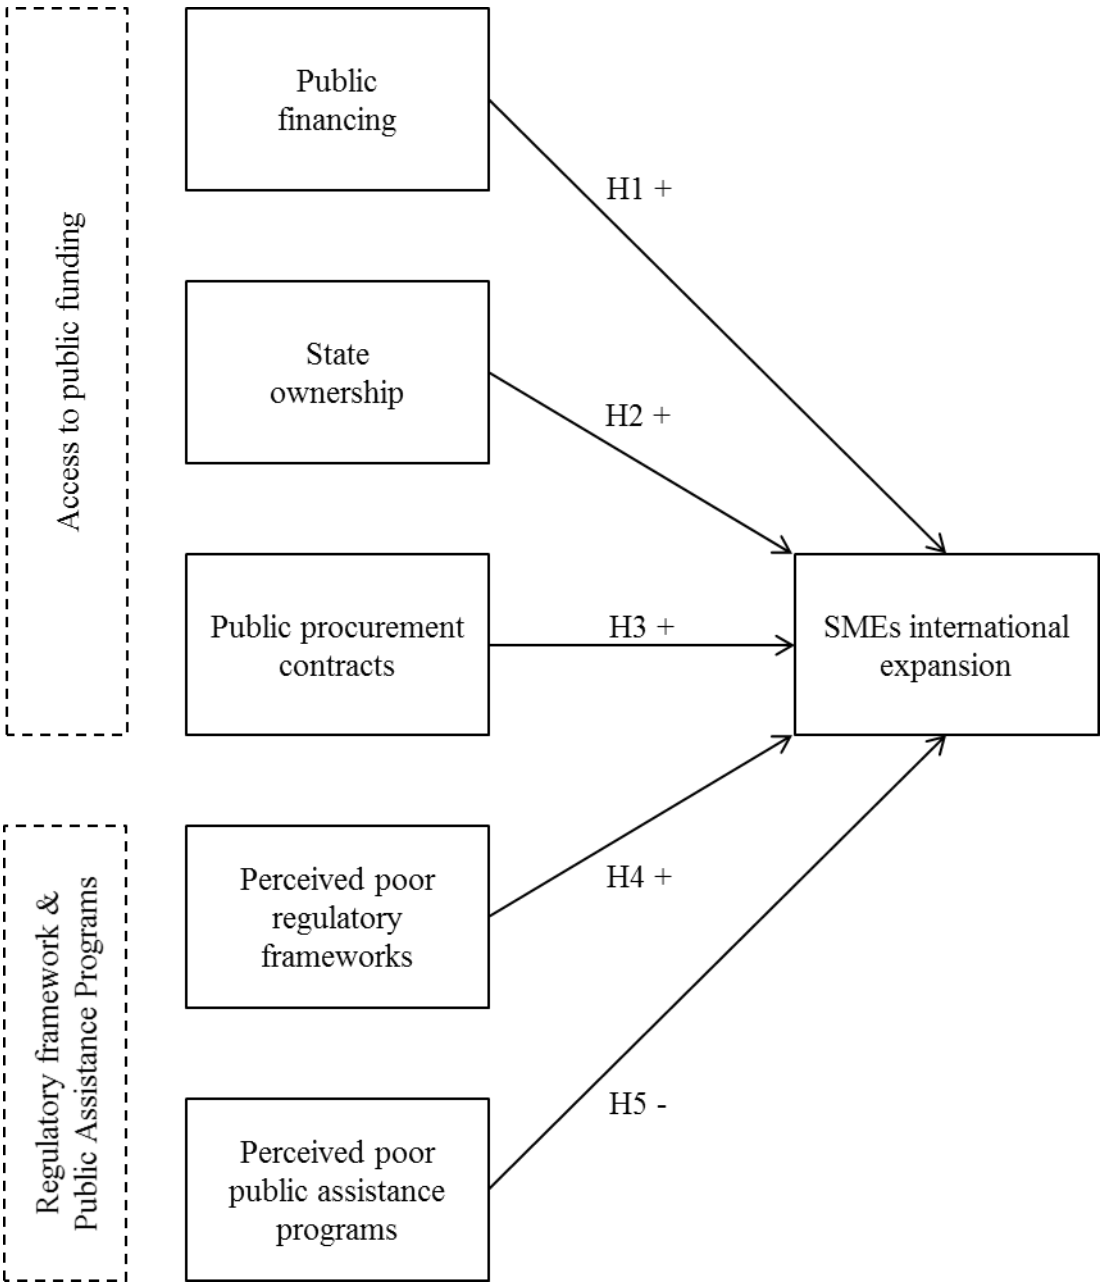 Access to public funding
Public
financing
H1 +
State
ownership
H2 +
Public procurement
contracts
H3 +
SMEs international
expansion
Regulatory framework &
Public Assistance Programs
Perceived poor
regulatory
frameworks
H4 +
Perceived poor
public assistance
programs
H5 -